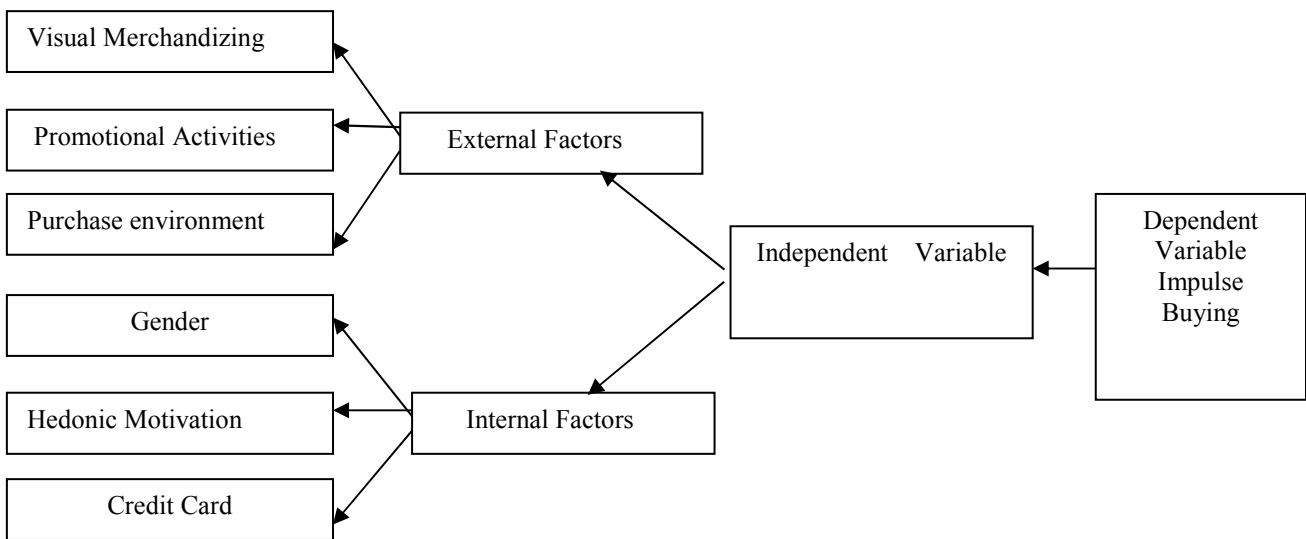 Visual Merchandizing
Promotional Activities
Purchase environment
External Factors
Gender
Hedonic Motivation
Credit Card
Internal Factors
Independent Variable
Dependent
Variable
Impulse
Buying